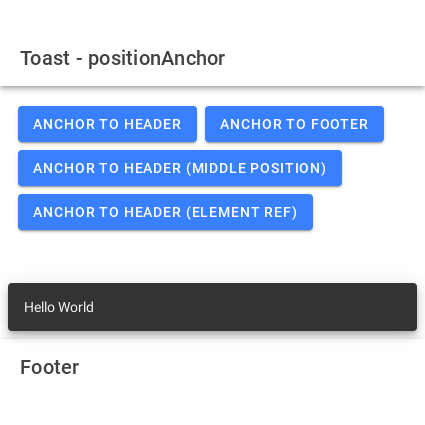 Toast - positionAnchor
ANCHOR TO HEADER ANCHOR TO FOOTER
ANCHOR TO HEADER (MIDDLE POSITION)
ANCHOR TO HEADER (ELEMENT REF)
Hello World
Footer